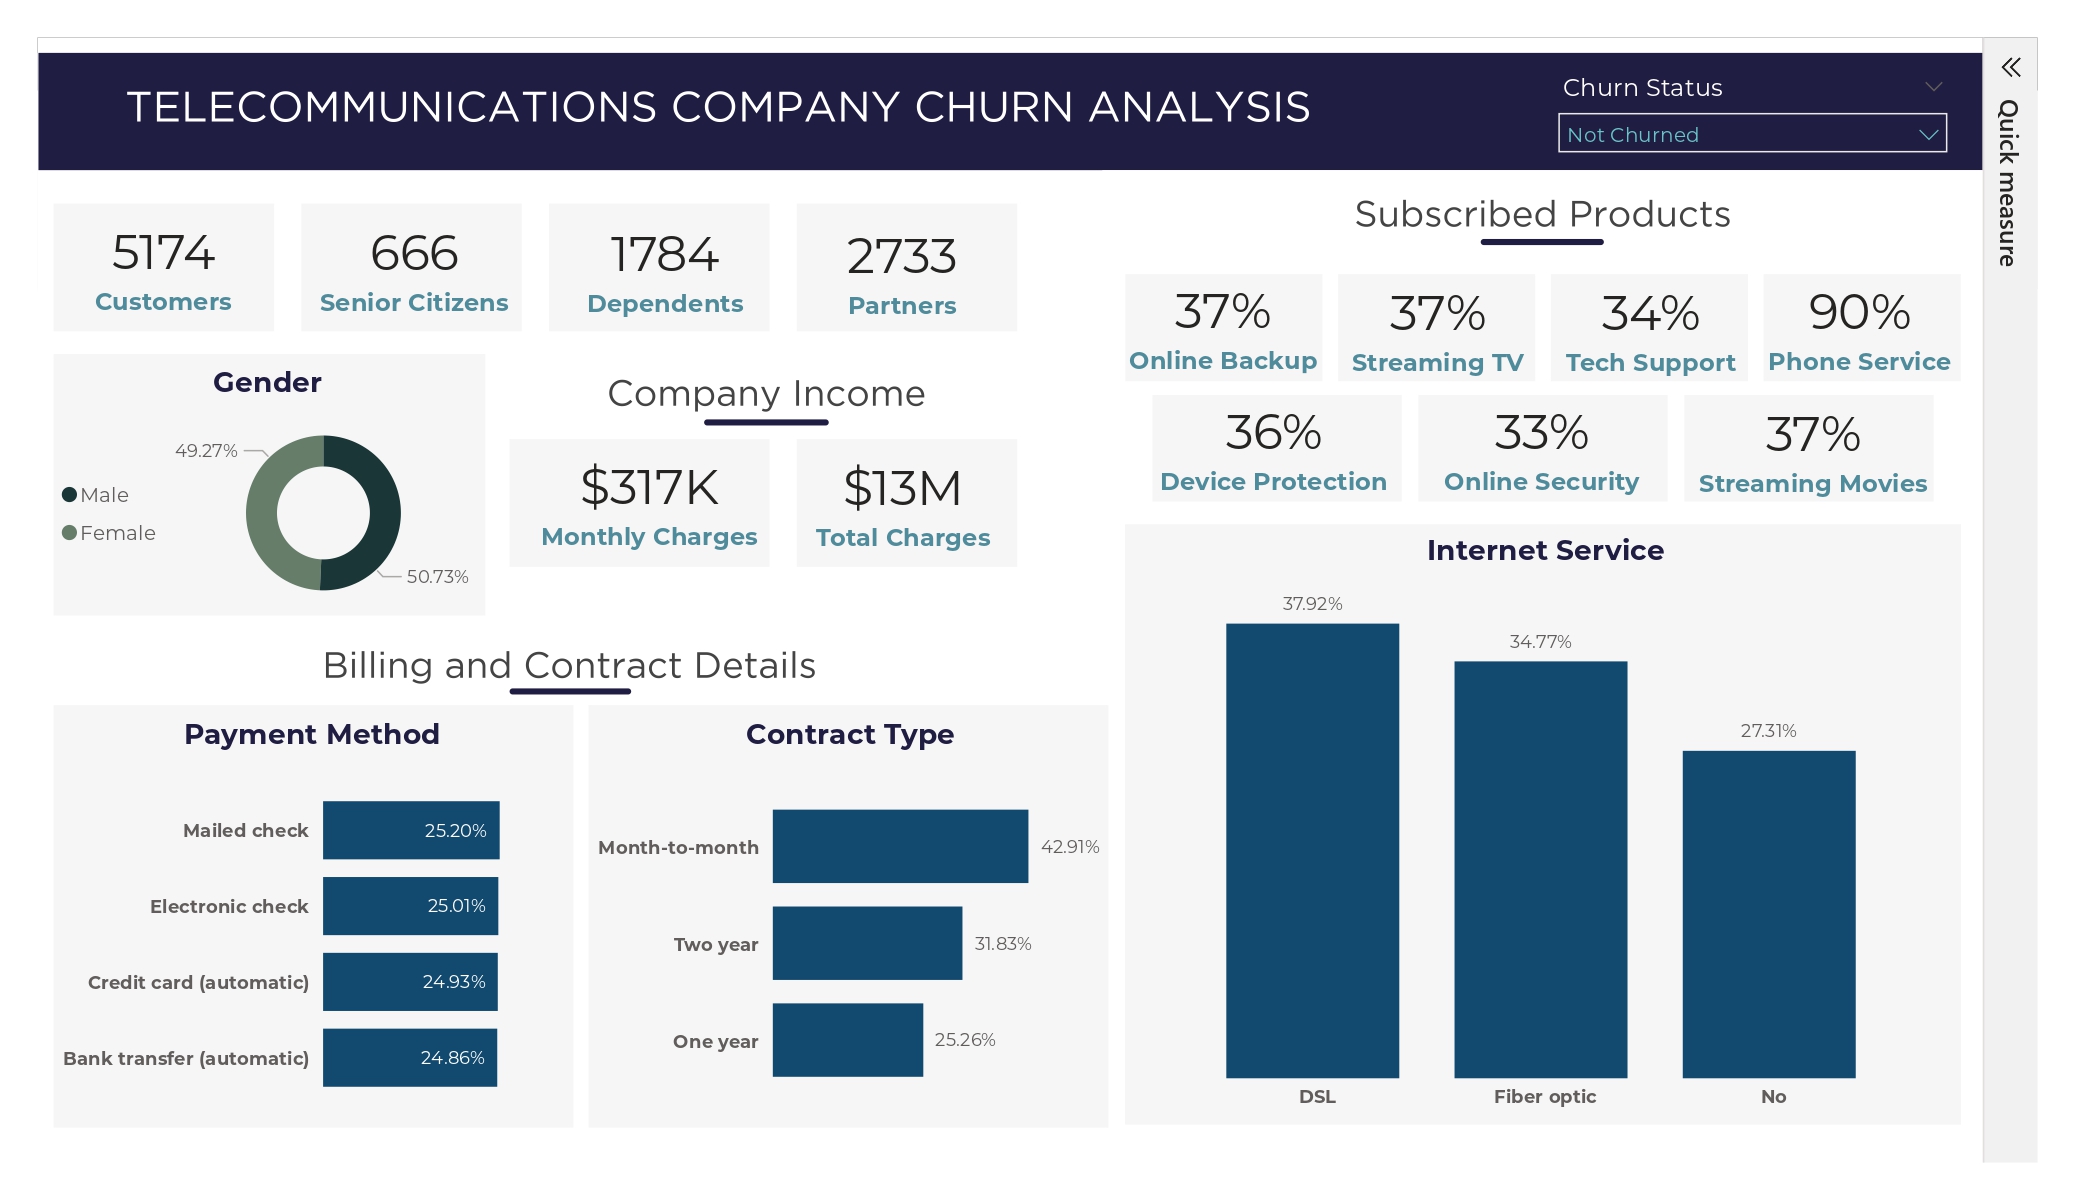 TELECOMMUNICATIONS COMPANY CHURN ANALYSIS
Churn Status
Not Churned
Quick measure
5174
Customers
666
Senior Citizens
1784
Dependents
2733
Partners
Gender
49.27%
Male
Female
50.73%
Company Income
$317K
Monthly Charges
$13M
Total Charges
Subscribed Products
37%
Online Backup
37%
Streaming TV
34%
Tech Support
90%
Phone Service
36%
Device Protection
33%
Online Security
37%
Streaming Movies
Billing and Contract Details
Payment Method
Mailed check 25.20%
Electronic check 25.01%
Credit card (automatic) 24.93%
Bank transfer (automatic) 24.86%
Contract Type
Month-to-month 42.91%
Two year 31.83%
One year 25.26%
Internet Service
37.92%
34.77%
27.31%
DSL Fiber optic No